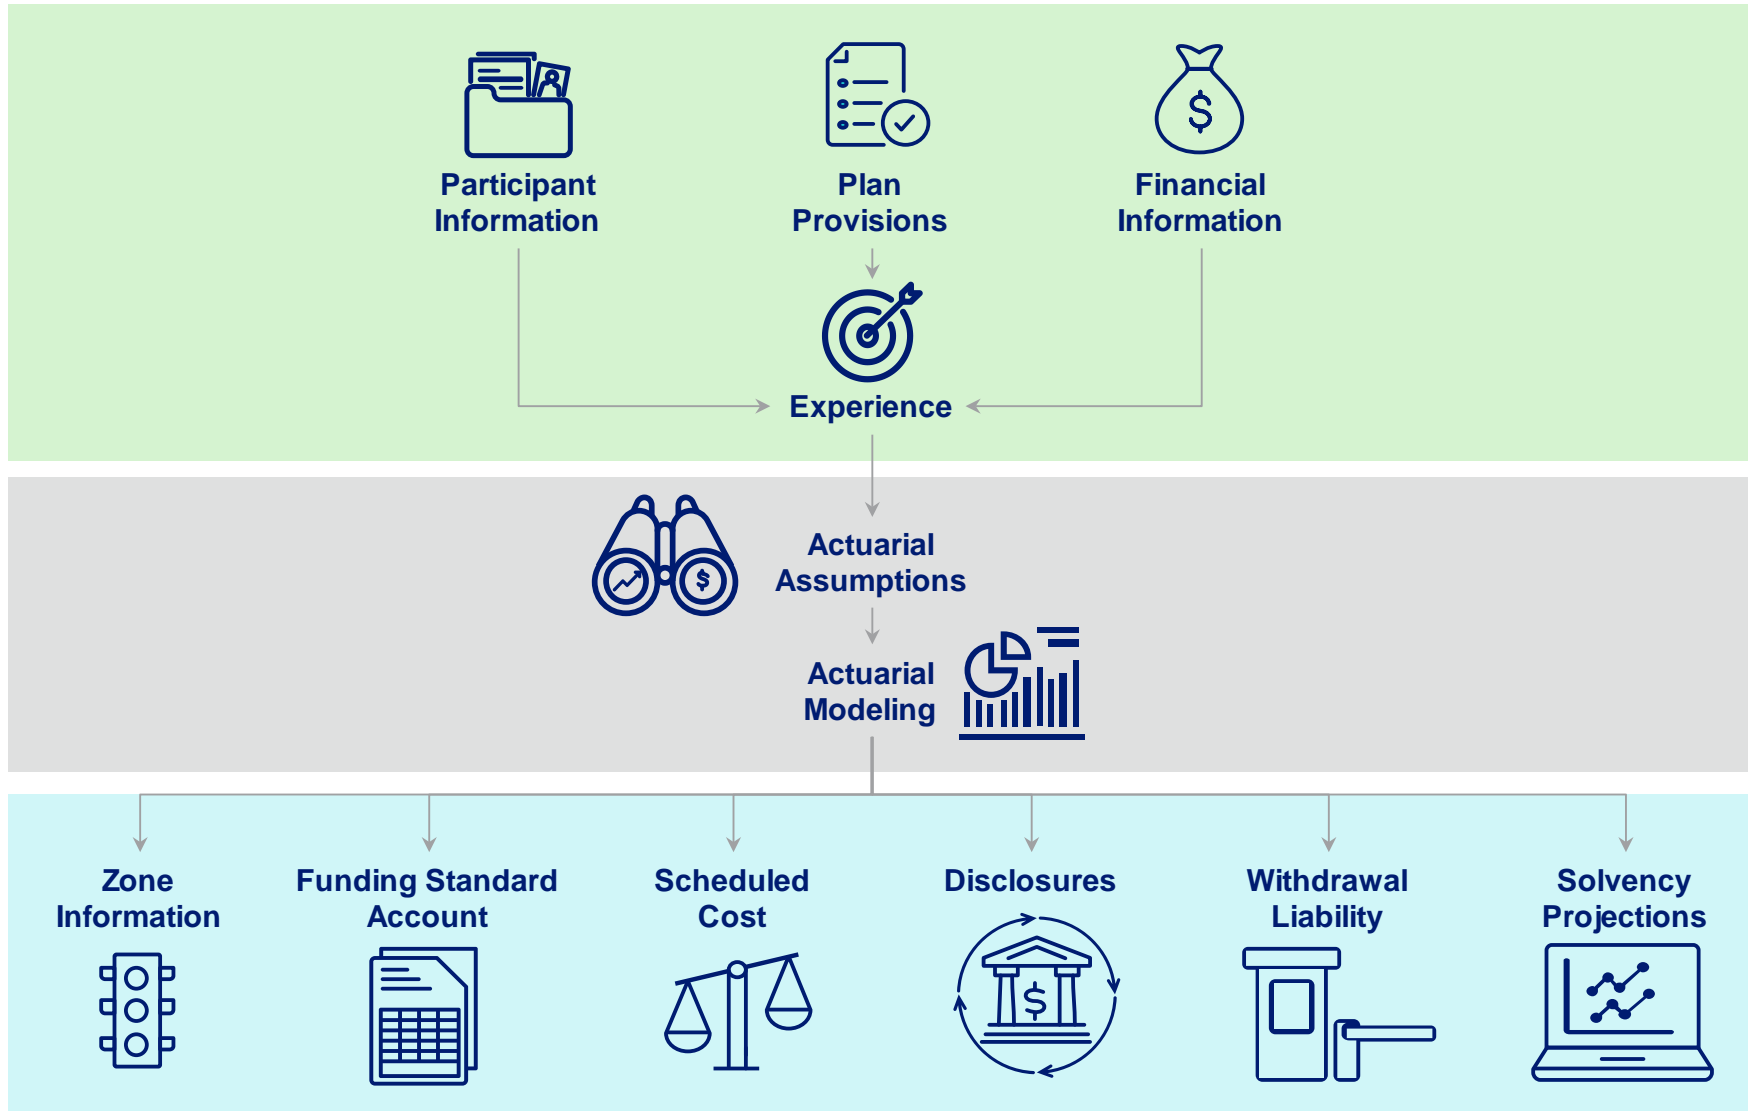 $
Participant
Information
Plan
Provisions
Financial
Information
Experience
$
Actuarial
Assumptions
Actuarial
Modeling
Zone
Information
Funding Standard
Account
Scheduled
Cost
Disclosures
Withdrawal
Liability
Solvency
Projections
$